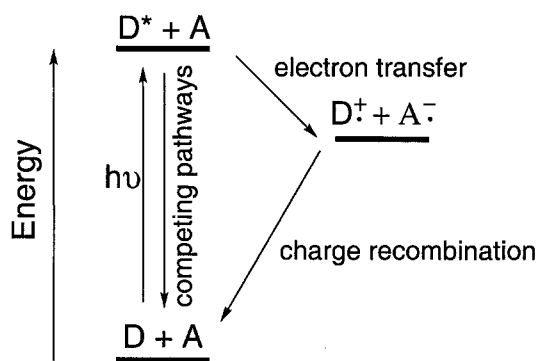 D* + A
electron transfer
D⁺· + A⁻·
Energy
hυ
competing pathways
charge recombination
D + A